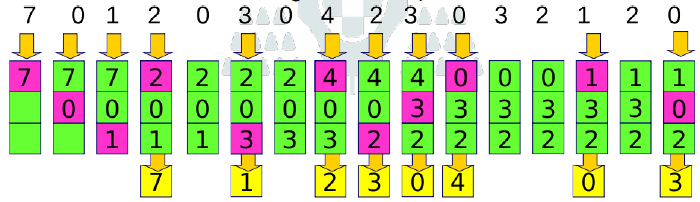 7 0 1 2 0 3 0 4 2 3 0 3 2 1 2 0
7 7 7 2 2 2 2 4 4 4 0 0 0 1 1 1
0 0 0 0 0 0 0 0 3 3 3 3 3 3 0
1 1 1 3 3 3 2 2 2 2 2 2 2 2
7 1 2 3 0 4 0 3